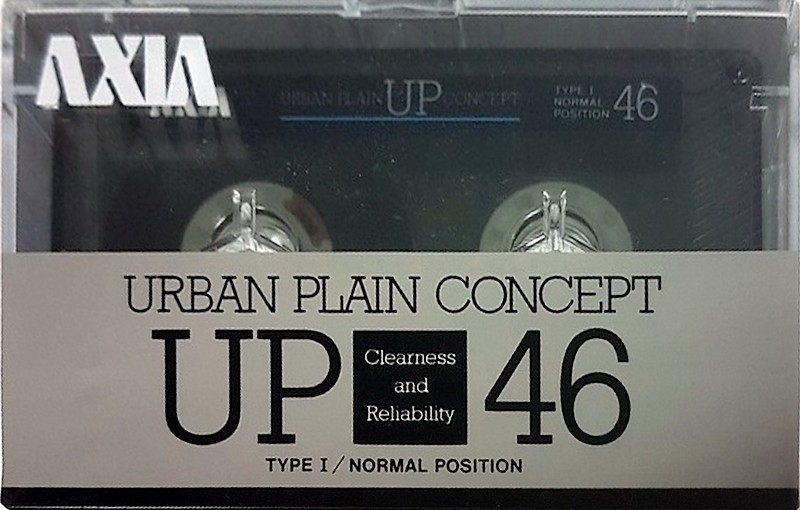 AXIA
URBAN PLAIN UP CONCEPT
TYPE I
NORMAL
POSITION
46
URBAN PLAIN CONCEPT
UP
Clearness
and
Reliability
46
TYPE I / NORMAL POSITION